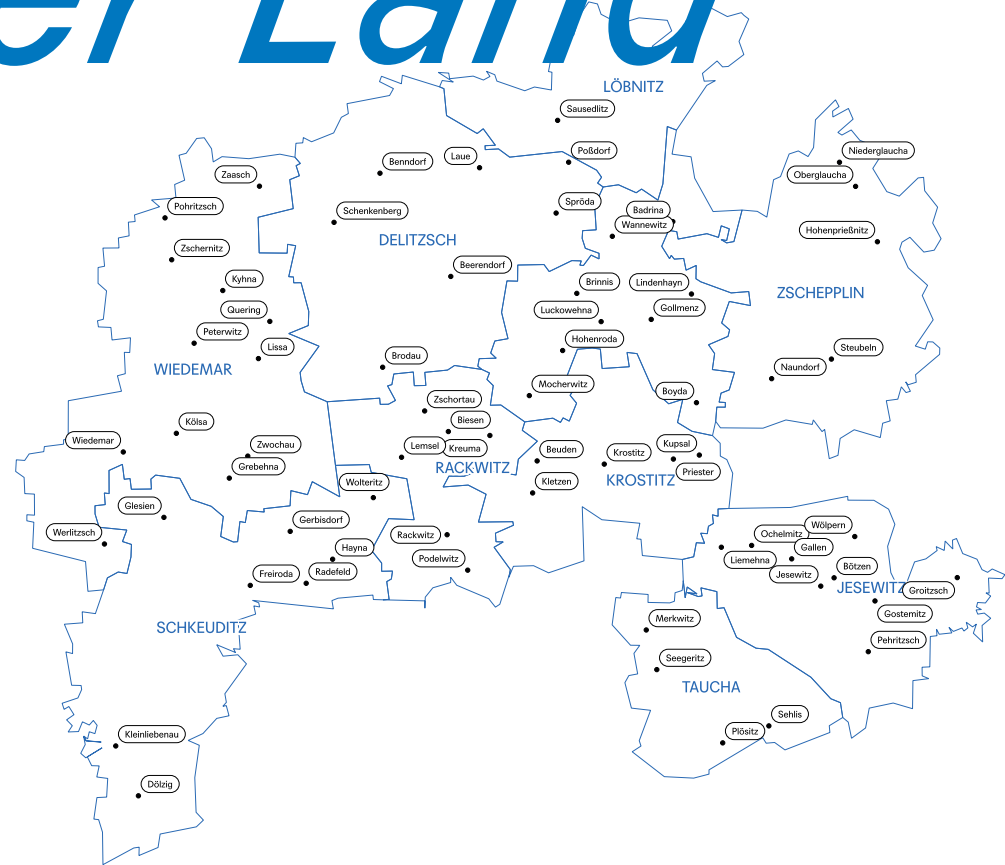 er Land
LÖBNITZ
Sausedlitz
Poßdorf
Niederglaucha
Laue
Benndorf
Zaasch
Oberglaucha
Spröda
Pohritzsch
Schenkenberg
Badrina
Wannewitz
Hohenprießnitz
DELITZSCH
Zschernitz
Beerendorf
Kyhna
Brinnis
Lindenhayn
ZSCHEPPLIN
Quering
Luckowehna
Gollmenz
Peterwitz
Hohenroda
Lissa
Steubeln
Brodau
WIEDEMAR
Naundorf
Mocherwitz
Boyda
Zschortau
Kölsa
Biesen
Wiedemar
Zwochau
Lemsel
Kreuma
Beuden
Krostitz
Kupsal
Grebehna
RACKWITZ
Priester
Wolteritz
Kletzen
KROSTITZ
Glesien
Gerbisdorf
Wölpern
Werlitzsch
Rackwitz
Ochelmitz
Hayna
Gallen
Podelwitz
Liemehna
Freiroda
Radefeld
Jesewitz
Bötzen
JESEWITZ
Groitzsch
Gostemitz
Merkwitz
SCHKEUDITZ
Pehritzsch
Seegeritz
TAUCHA
Sehlis
Plösitz
Kleinliebenau
Dölzig